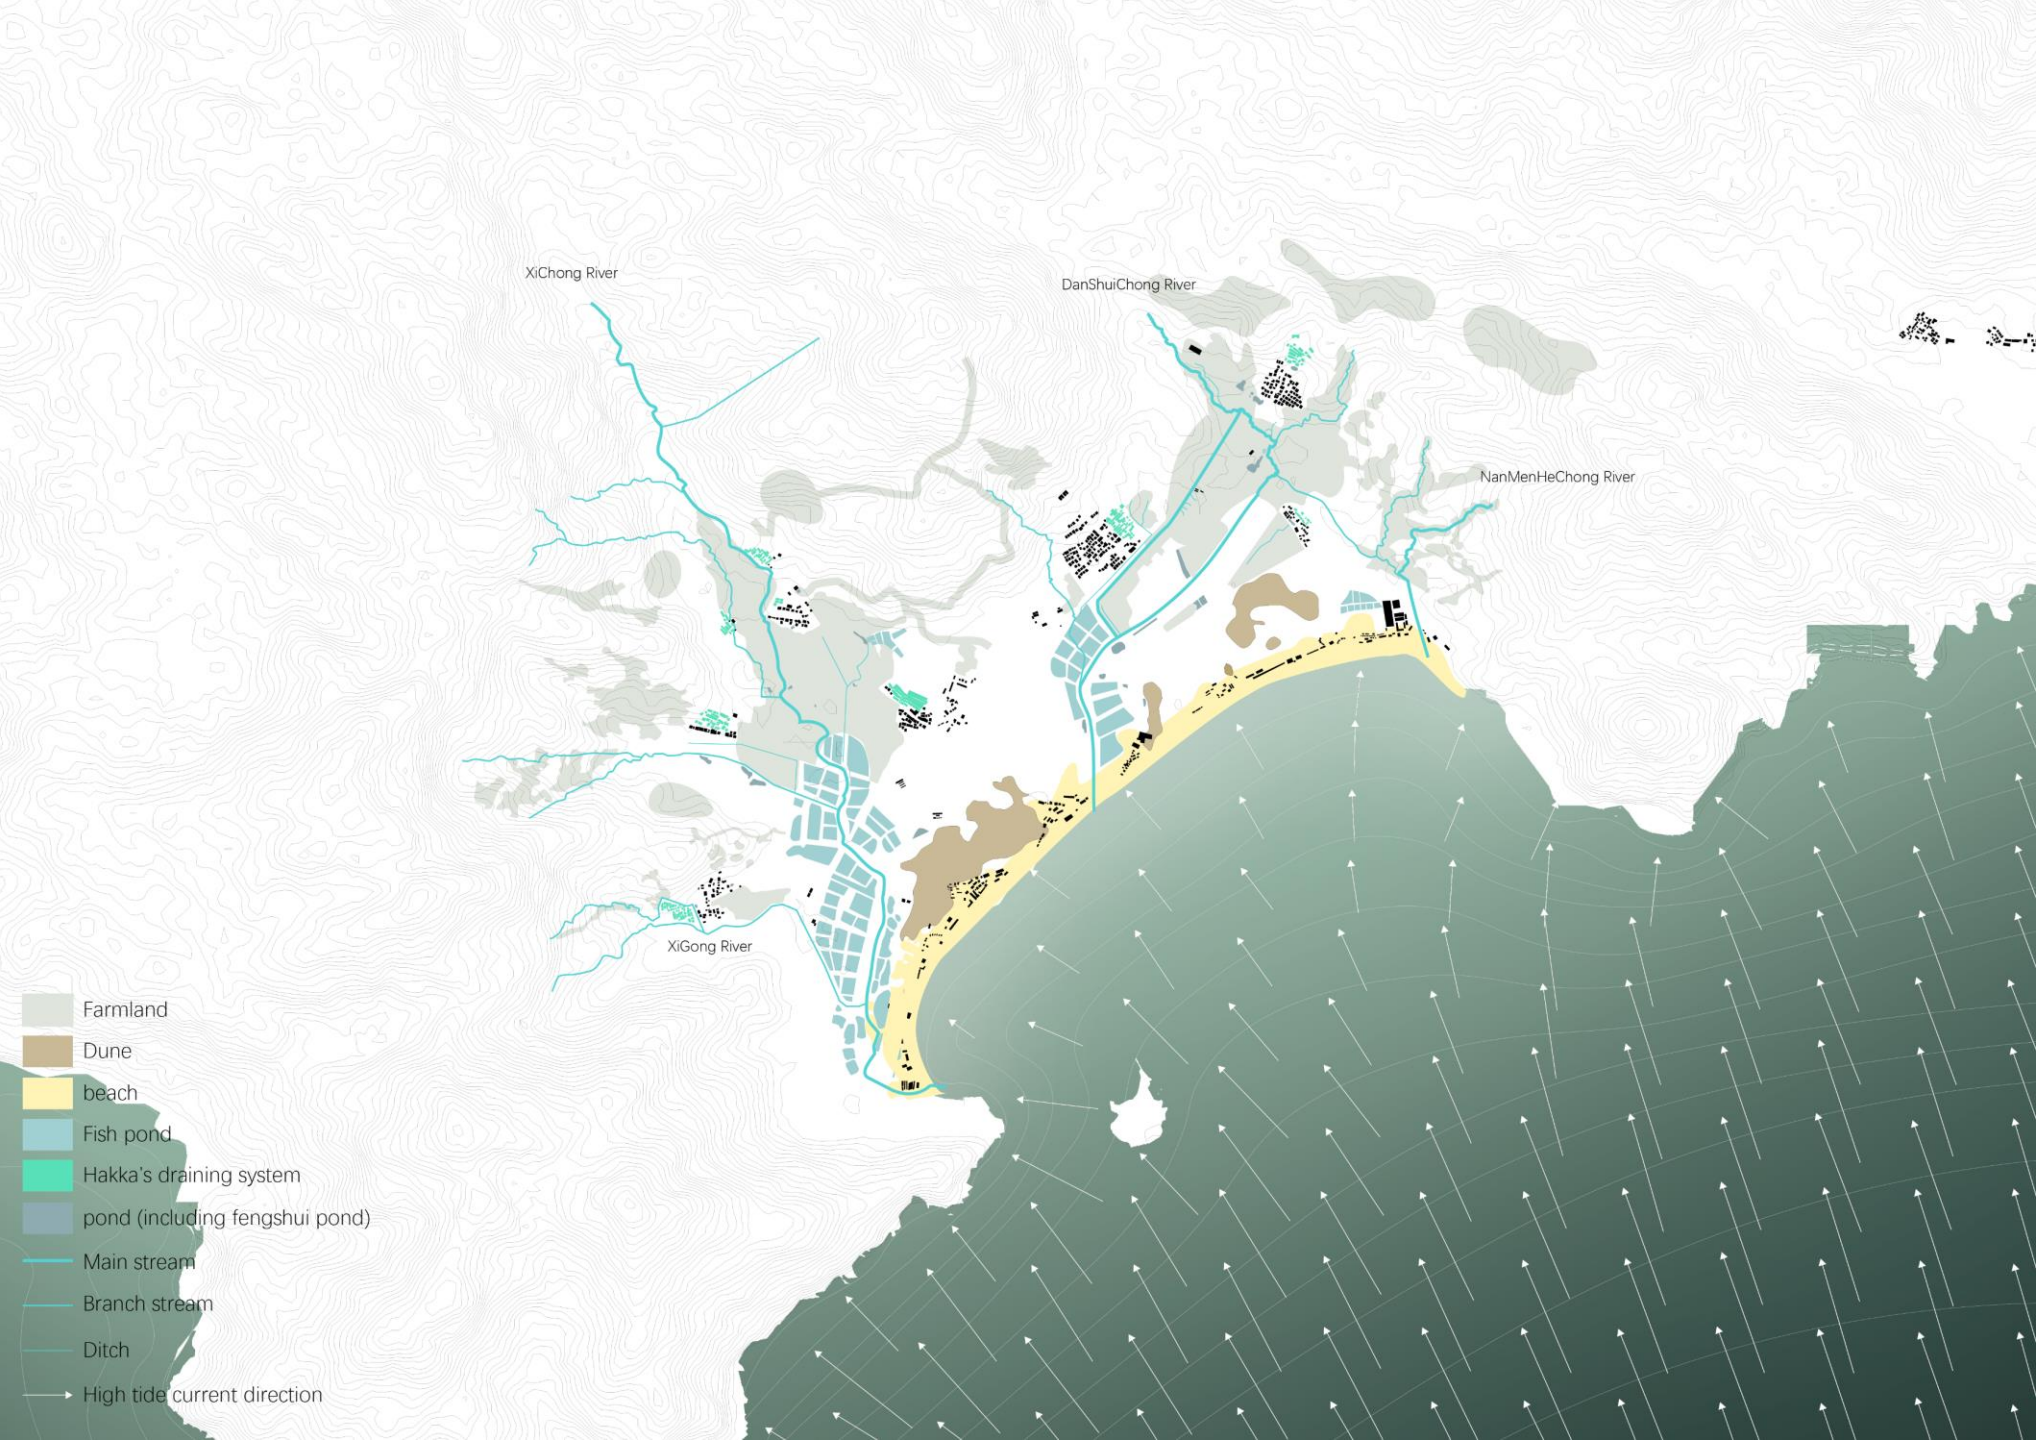 XiChong River
DanShuiChong River
NanMenHeChong River
XiGong River
Farmland
Dune
beach
Fish pond
Hakka's draining system
pond (including fengshui pond)
Main stream
Branch stream
Ditch
High tide current direction